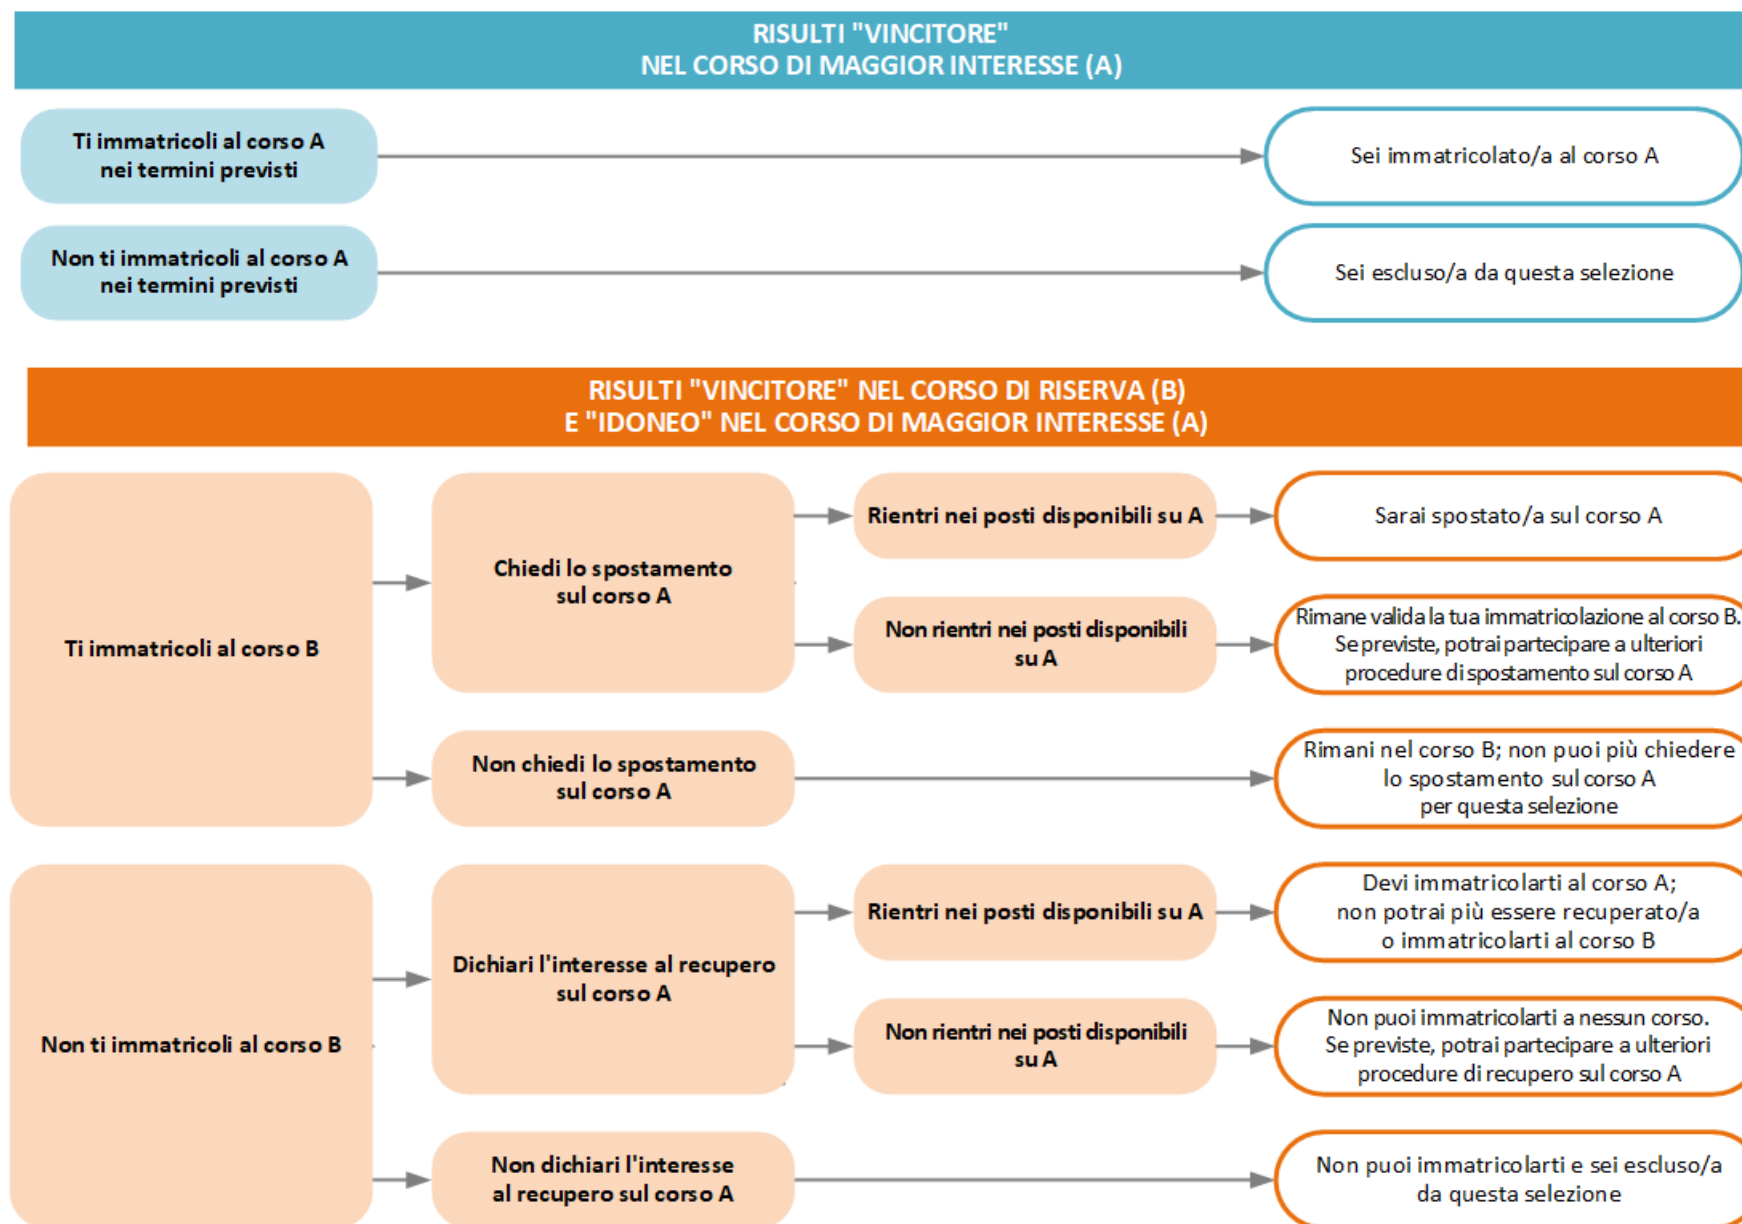 RISULTI "VINCITORE"
NEL CORSO DI MAGGIOR INTERESSE (A)
Ti immatricoli al corso A
nei termini previsti
Sei immatricolato/a al corso A
Non ti immatricoli al corso A
nei termini previsti
Sei escluso/a da questa selezione
RISULTI "VINCITORE" NEL CORSO DI RISERVA (B)
E "IDONEO" NEL CORSO DI MAGGIOR INTERESSE (A)
Ti immatricoli al corso B
Chiedi lo spostamento
sul corso A
Rientri nei posti disponibili su A
Sarai spostato/a sul corso A
Non rientri nei posti disponibili
su A
Rimane valida la tua immatricolazione al corso B.
Se previste, potrai partecipare a ulteriori
procedure di spostamento sul corso A
Non chiedi lo spostamento
sul corso A
Rimani nel corso B; non puoi più chiedere
lo spostamento sul corso A
per questa selezione
Non ti immatricoli al corso B
Dichiari l'interesse al recupero
sul corso A
Rientri nei posti disponibili su A
Devi immatricolarti al corso A;
non potrai più essere recuperato/a
o immatricolarti al corso B
Non rientri nei posti disponibili
su A
Non puoi immatricolarti a nessun corso.
Se previste, potrai partecipare a ulteriori
procedure di recupero sul corso A
Non dichiari l'interesse
al recupero sul corso A
Non puoi immatricolarti e sei escluso/a
da questa selezione